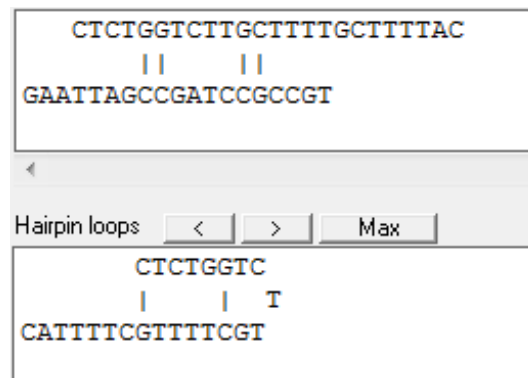 CTCTGGTCTTGCTTTTGCTTTTAC
|| ||
GAATTAGCCGATCCGCCGT
Hairpin loops < > Max
CTCTGGTC
| | T
CATTTTCGTTTTCGT